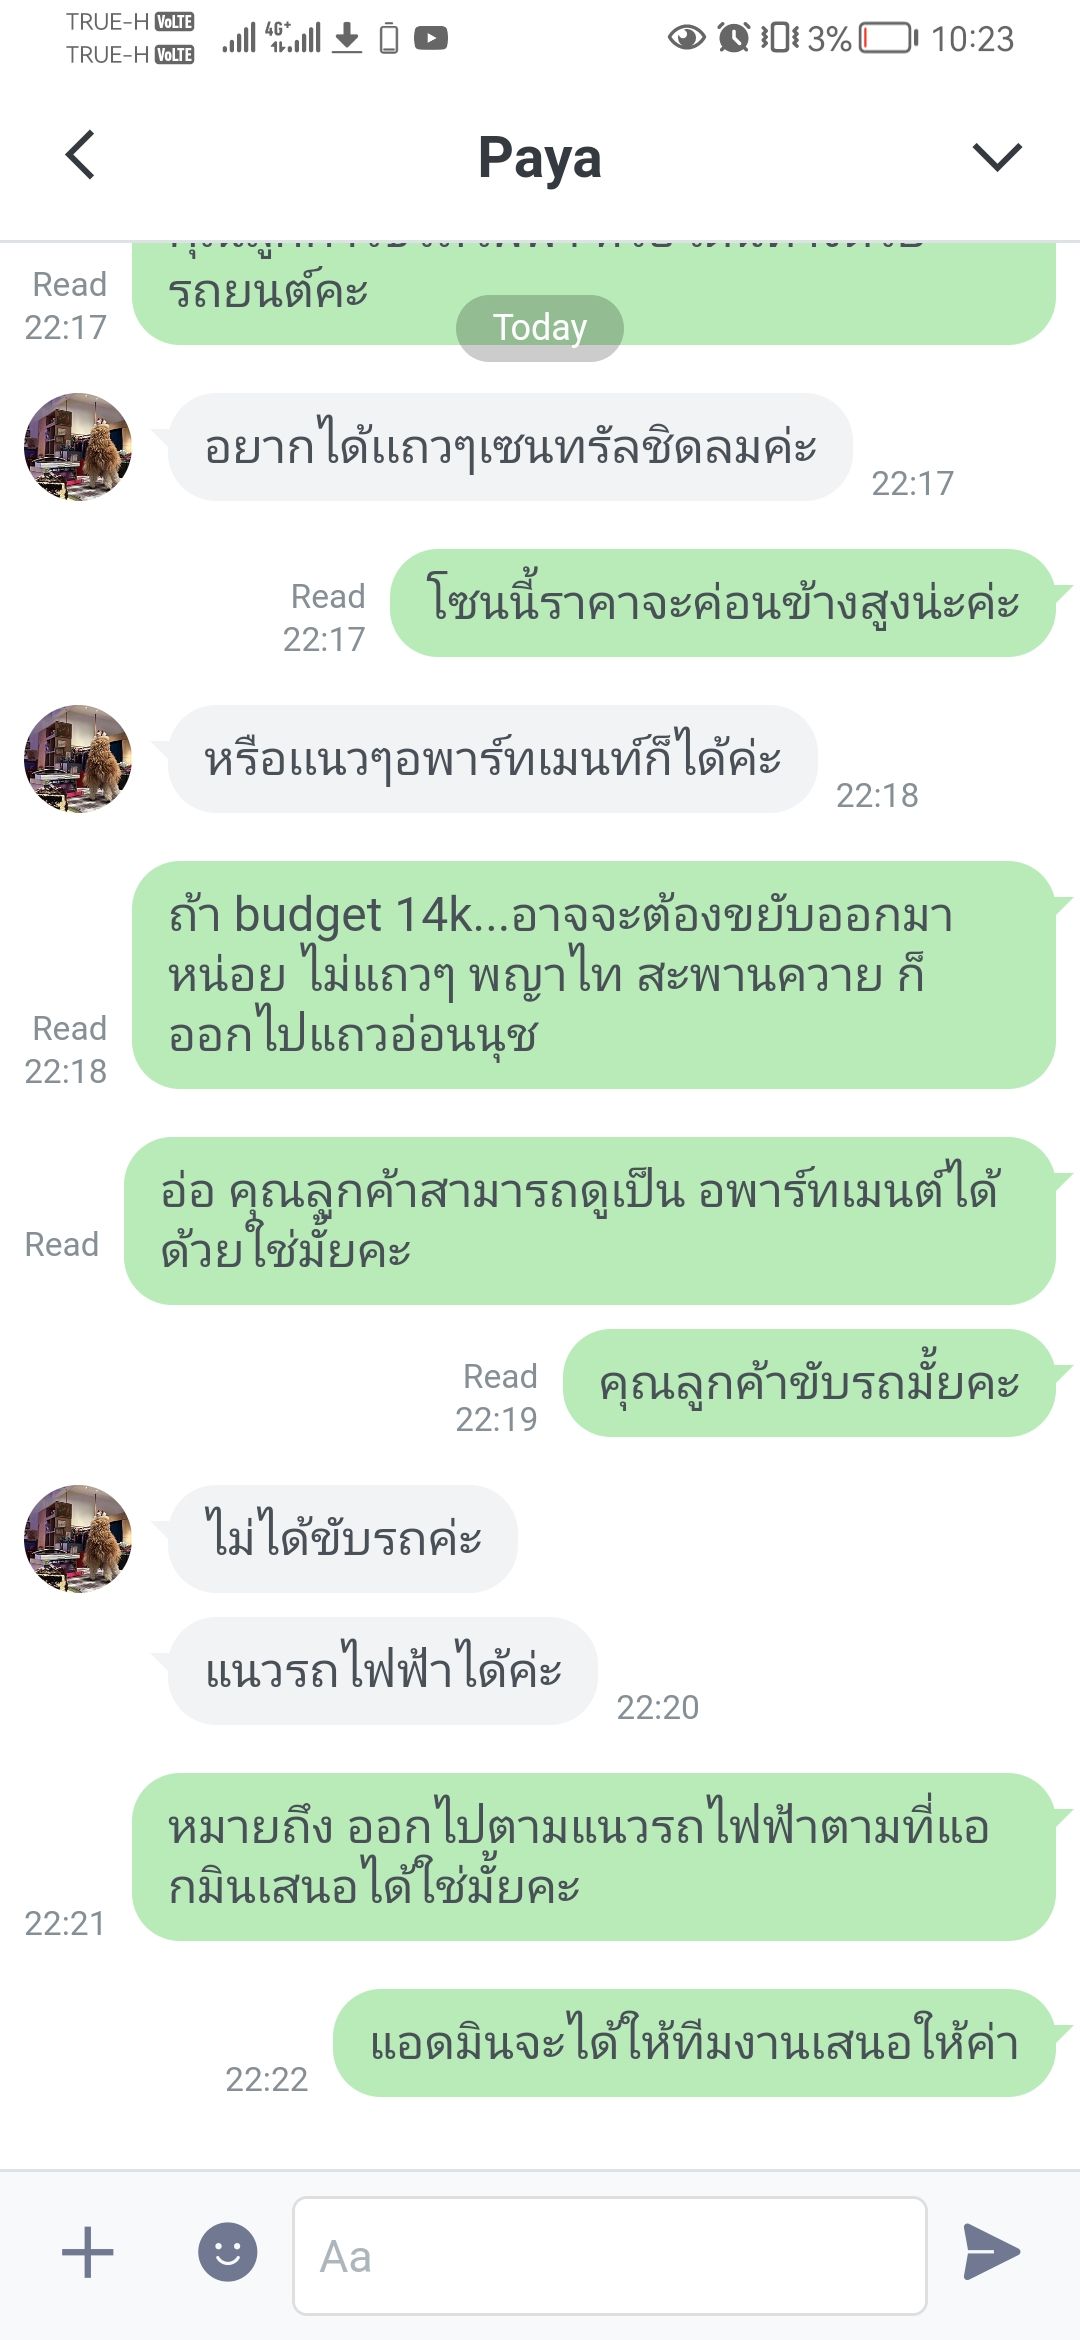 TRUE-H VoLTE
TRUE-H VoLTE
4G+
3%
10:23
Paya
รถยนต์คะ
Read
22:17
Today
อยากได้แถวๆเซนทรัลชิดลมค่ะ
22:17
โซนนี้ราคาจะค่อนข้างสูงน่ะค่ะ
Read
22:17
หรือแนวๆอพาร์ทเมนท์ก็ได้ค่ะ
22:18
ถ้า budget 14k...อาจจะต้องขยับออกมา
หน่อย ไม่แถวๆ พญาไท สะพานควาย ก็
ออกไปแถวอ่อนนุช
Read
22:18
อ่อ คุณลูกค้าสามารถดูเป็น อพาร์ทเมนต์ได้
ด้วยใช่มั้ยคะ
Read
คุณลูกค้าขับรถมั้ยคะ
Read
22:19
ไม่ได้ขับรถค่ะ
แนวรถไฟฟ้าได้ค่ะ
22:20
หมายถึง ออกไปตามแนวรถไฟฟ้าตามที่แอ
กมินเสนอได้ใช่มั้ยคะ
22:21
แอดมินจะได้ให้ทีมงานเสนอให้ค่า
22:22
Aa